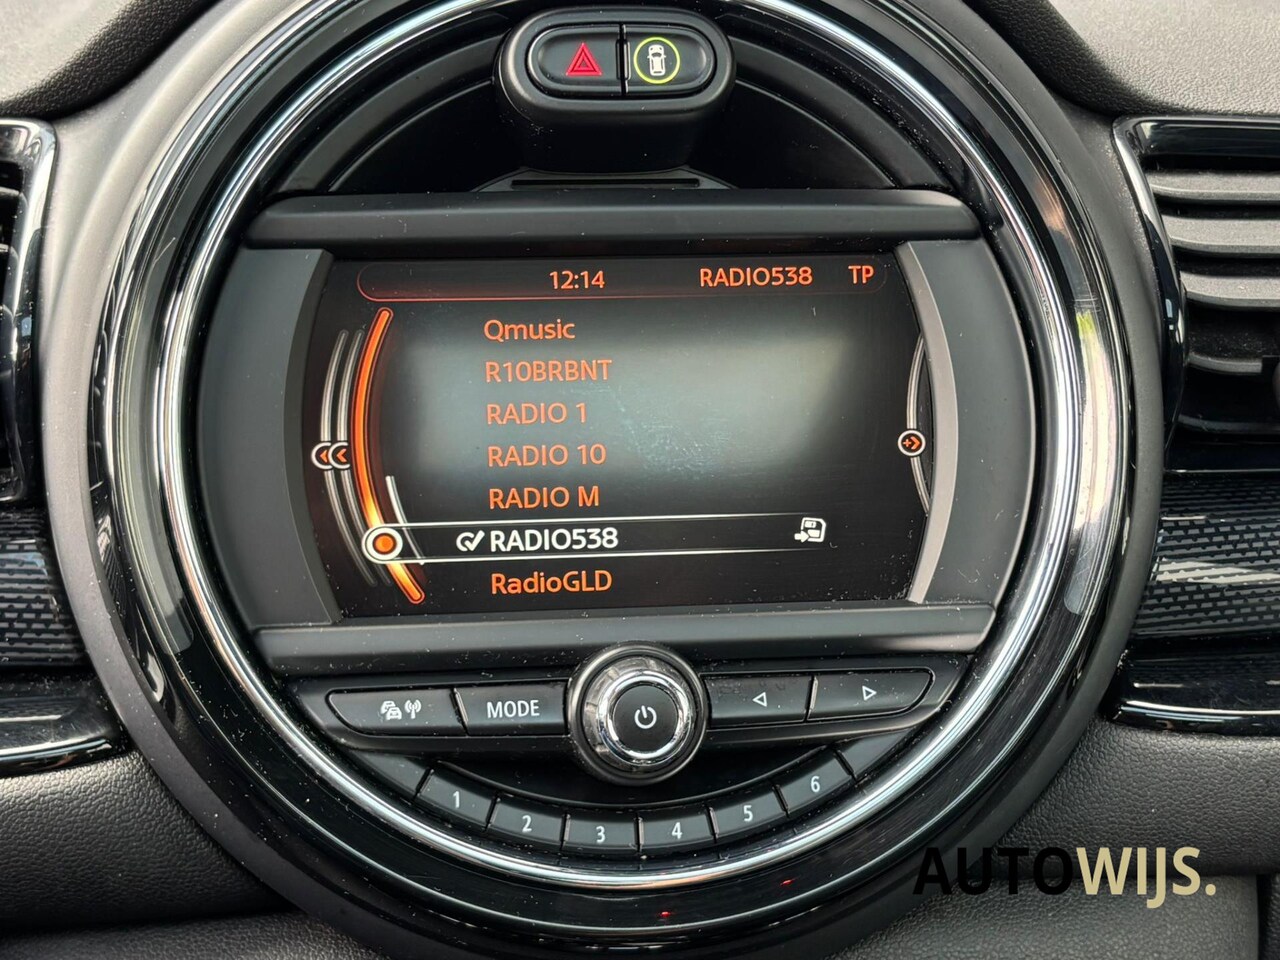 12:14 RADIO538 TP
Qmusic
R10BRBNT
RADIO 1
RADIO 10
RADIO M
RADIO538
RadioGLD
MODE
1 2 3 4 5 6
AUTOWIJS.